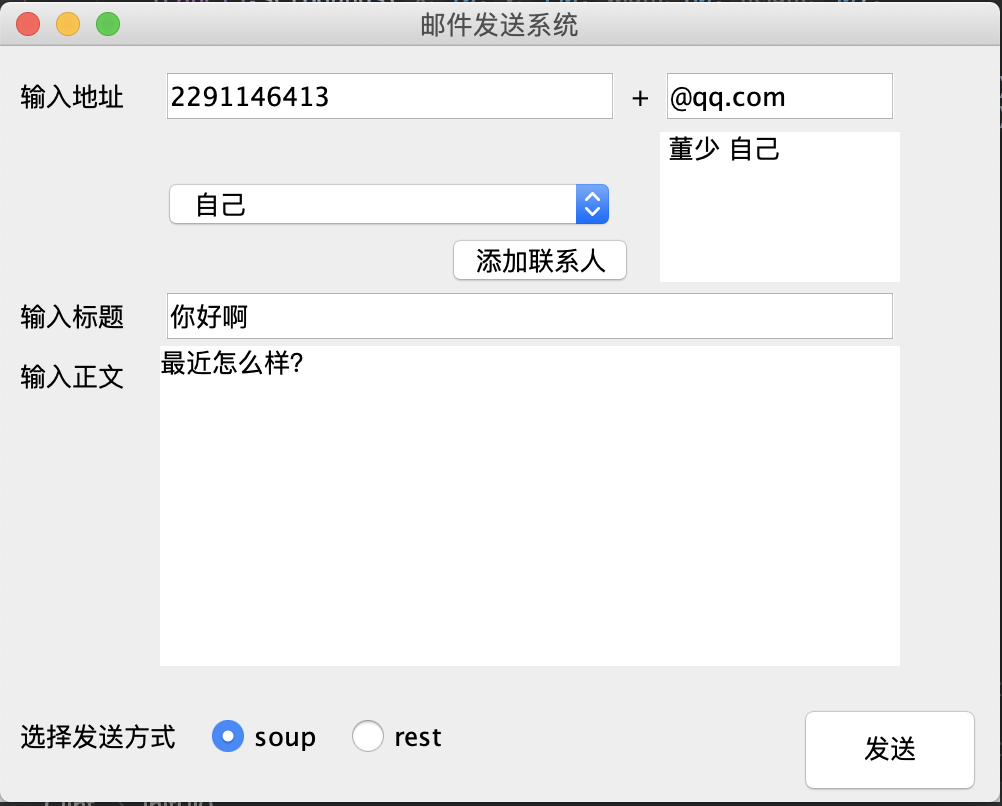 邮件发送系统
输入地址 2291146413 + @qq.com
董少 自己
自己
添加联系人
输入标题 你好啊
输入正文 最近怎么样?
选择发送方式 soup rest
发送